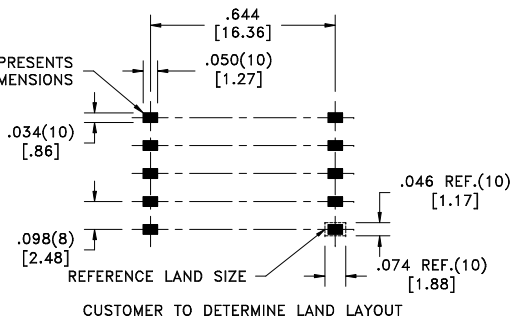 .644
[16.36]
PRESENTS
MENSIONS
.050(10)
[1.27]
.034(10)
[.86]
.046 REF.(10)
[1.17]
.098(8)
[2.48]
REFERENCE LAND SIZE
.074 REF.(10)
[1.88]
CUSTOMER TO DETERMINE LAND LAYOUT